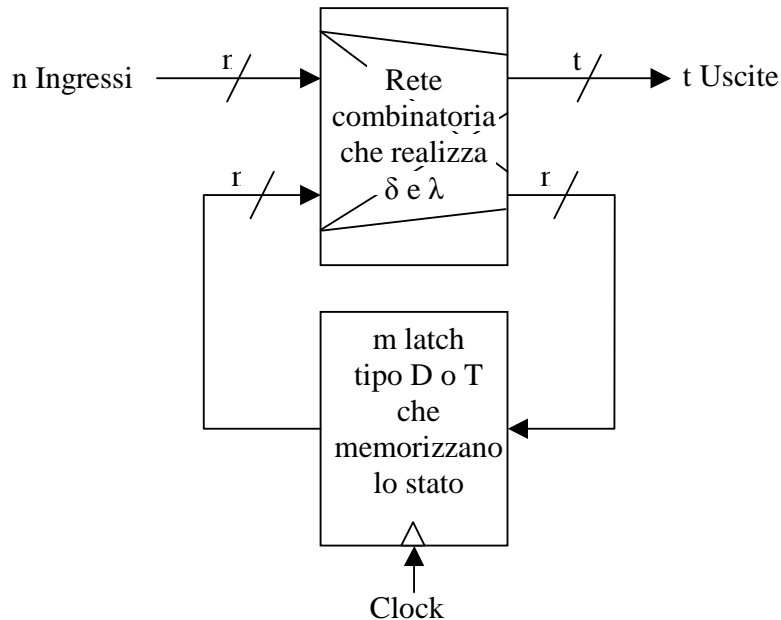 n Ingressi
t
t Uscite
Rete
combinatoria
che realizza
δ e λ
m latch
tipo D o T
che
memorizzano
lo stato
Clock